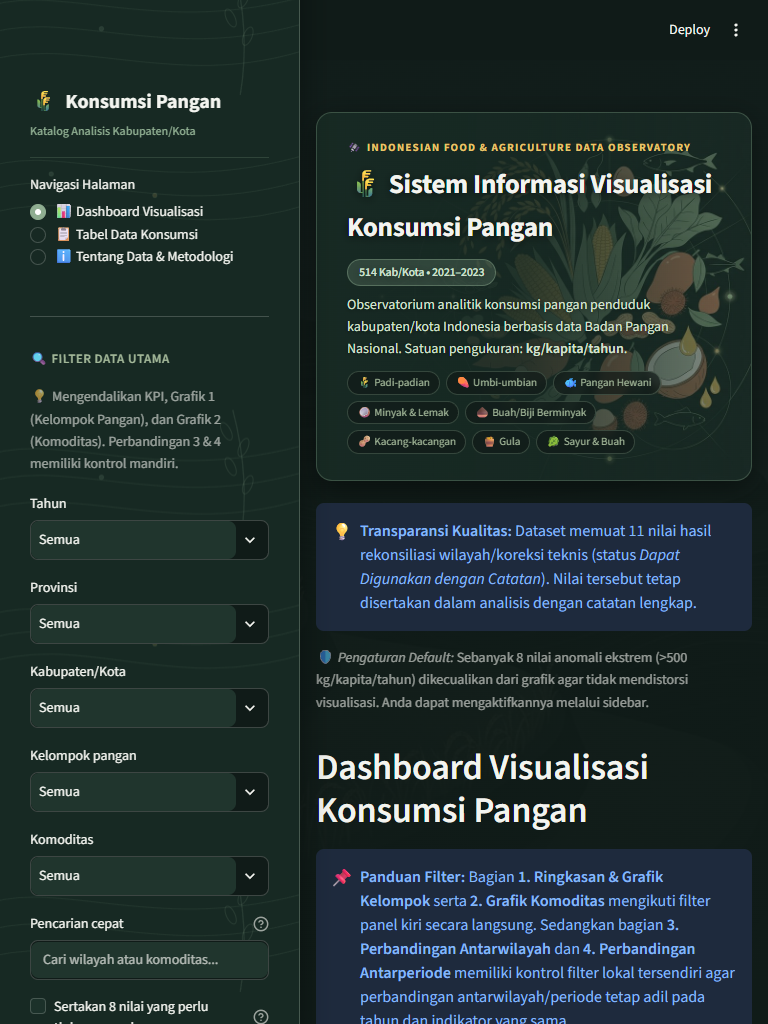 Konsumsi Pangan
Katalog Analisis Kabupaten/Kota
Navigasi Halaman
Dashboard Visualisasi
Tabel Data Konsumsi
Tentang Data & Metodologi
FILTER DATA UTAMA
Mengendalikan KPI, Grafik 1
(Kelompok Pangan), dan Grafik 2
(Komoditas). Perbandingan 3 & 4
memiliki kontrol mandiri.
Tahun
Semua
Provinsi
Semua
Kabupaten/Kota
Semua
Kelompok pangan
Semua
Komoditas
Semua
Pencarian cepat
Cari wilayah atau komoditas...
Sertakan 8 nilai yang perlu
Deploy
INDONESIAN FOOD & AGRICULTURE DATA OBSERVATORY
Sistem Informasi Visualisasi
Konsumsi Pangan
514 Kab/Kota • 2021–2023
Observatorium analitik konsumsi pangan penduduk
kabupaten/kota Indonesia berbasis data Badan Pangan
Nasional. Satuan pengukuran: kg/kapita/tahun.
Padi-padian
Umbi-umbian
Pangan Hewani
Minyak & Lemak
Buah/Biji Berminyak
Kacang-kacangan
Gula
Sayur & Buah
Transparansi Kualitas: Dataset memuat 11 nilai hasil
rekonsiliasi wilayah/koreksi teknis (status Dapat
Digunakan dengan Catatan). Nilai tersebut tetap
disertakan dalam analisis dengan catatan lengkap.
Pengaturan Default: Sebanyak 8 nilai anomali ekstrem (>500
kg/kapita/tahun) dikecualikan dari grafik agar tidak mendistorsi
visualisasi. Anda dapat mengaktifkannya melalui sidebar.
Dashboard Visualisasi
Konsumsi Pangan
Panduan Filter: Bagian 1. Ringkasan & Grafik
Kelompok serta 2. Grafik Komoditas mengikuti filter
panel kiri secara langsung. Sedangkan bagian 3.
Perbandingan Antarwilayah dan 4. Perbandingan
Antarperiode memiliki kontrol filter lokal tersendiri agar
perbandingan antarwilayah/periode tetap adil pada
tahun dan indikator yang sama.